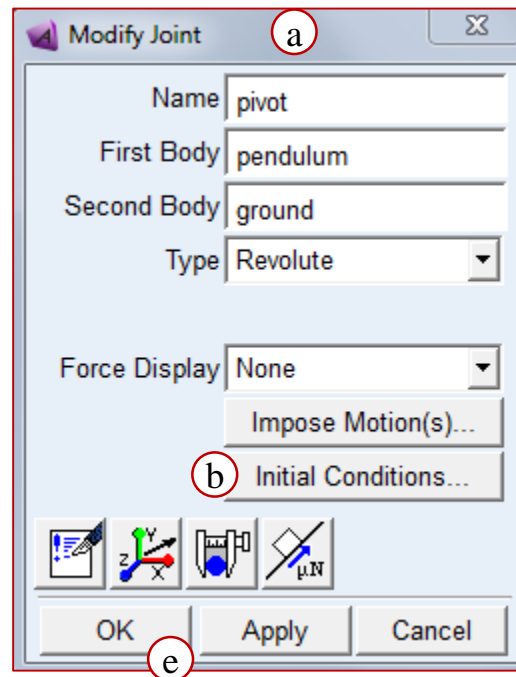 Modify Joint a
Name pivot
First Body pendulum
Second Body ground
Type Revolute
Force Display None
Impose Motion(s)...
b Initial Conditions...
Z Y X µN
OK Apply Cancel
e